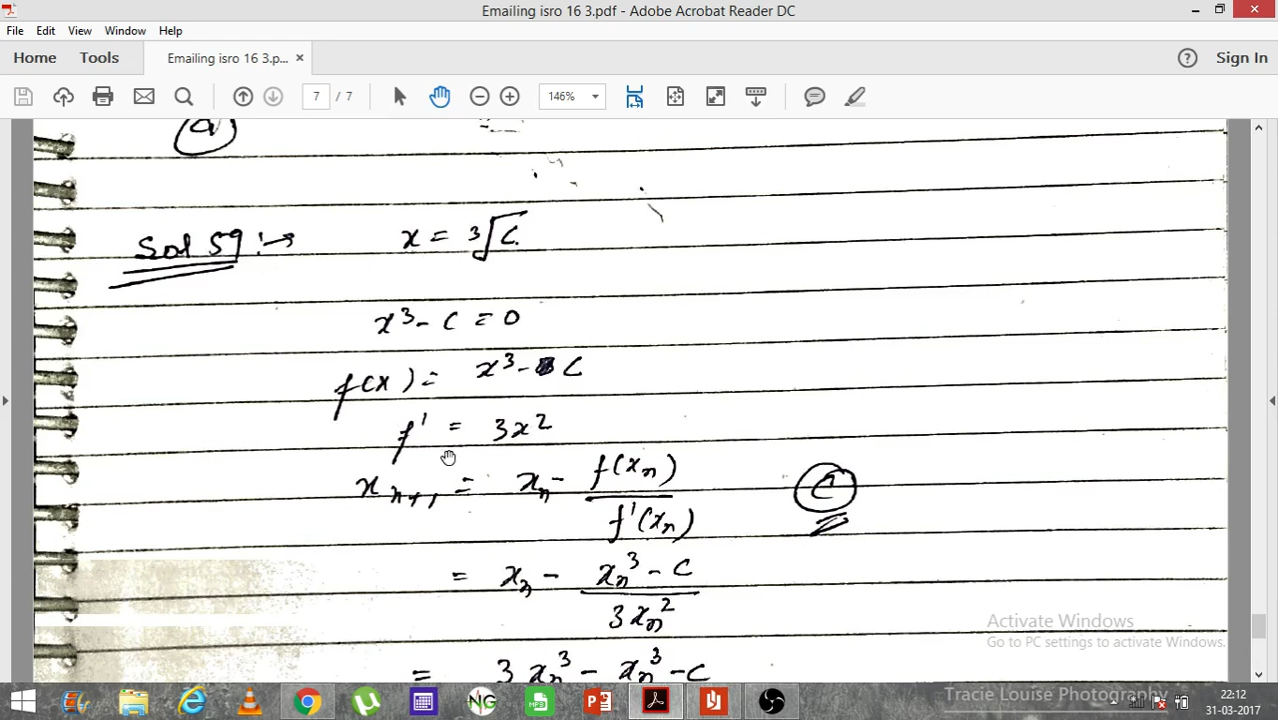 Emailing isro 16 3.pdf - Adobe Acrobat Reader DC
File Edit View Window Help
Home Tools Emailing isro 16 3.p... × Sign In
7 / 7 146%
(a)
Sol 59 :→ x = ³√C.
x³ - C = 0
f(x) = x³ - C
f' = 3x²
xₙ₊₁ = xₙ - f(xₙ) / f'(xₙ) (C)
= xₙ - xₙ³ - C / 3xₙ²
= 3xₙ³ - xₙ³ - C
Activate Windows
Go to PC settings to activate Windows.
Tracie Louise Photography
22:12
31-03-2017